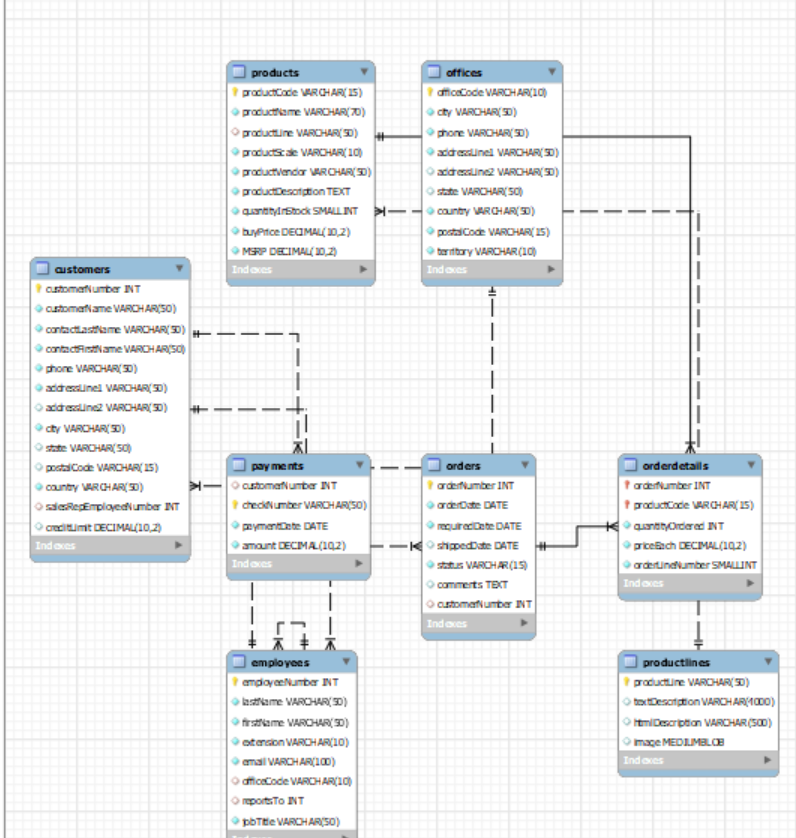 products
productCode VARCHAR(15)
productName VARCHAR(70)
productLine VARCHAR(50)
productScale VARCHAR(10)
productVendor VARCHAR(50)
productDescription TEXT
quantityInStock SMALLINT
buyPrice DECIMAL(10,2)
MSRP DECIMAL(10,2)
Indexes
offices
officeCode VARCHAR(10)
city VARCHAR(50)
phone VARCHAR(50)
addressLine1 VARCHAR(50)
addressLine2 VARCHAR(50)
state VARCHAR(50)
country VARCHAR(50)
postalCode VARCHAR(15)
territory VARCHAR(10)
Indexes
customers
customerNumber INT
customerName VARCHAR(50)
contactLastName VARCHAR(50)
contactFirstName VARCHAR(50)
phone VARCHAR(50)
addressLine1 VARCHAR(50)
addressLine2 VARCHAR(50)
city VARCHAR(50)
state VARCHAR(50)
postalCode VARCHAR(15)
country VARCHAR(50)
salesRepEmployeeNumber INT
creditLimit DECIMAL(10,2)
Indexes
payments
customerNumber INT
checkNumber VARCHAR(50)
paymentDate DATE
amount DECIMAL(10,2)
Indexes
orders
orderNumber INT
orderDate DATE
requiredDate DATE
shippedDate DATE
status VARCHAR(15)
comments TEXT
customerNumber INT
Indexes
orderdetails
orderNumber INT
productCode VARCHAR(15)
quantityOrdered INT
priceEach DECIMAL(10,2)
orderLineNumber SMALLINT
Indexes
employees
employeeNumber INT
lastName VARCHAR(50)
firstName VARCHAR(50)
extension VARCHAR(10)
email VARCHAR(100)
officeCode VARCHAR(10)
reportsTo INT
jobTitle VARCHAR(50)
Indexes
productlines
productLine VARCHAR(50)
textDescription VARCHAR(4000)
htmlDescription VARCHAR(500)
image MEDIUMBLOB
Indexes